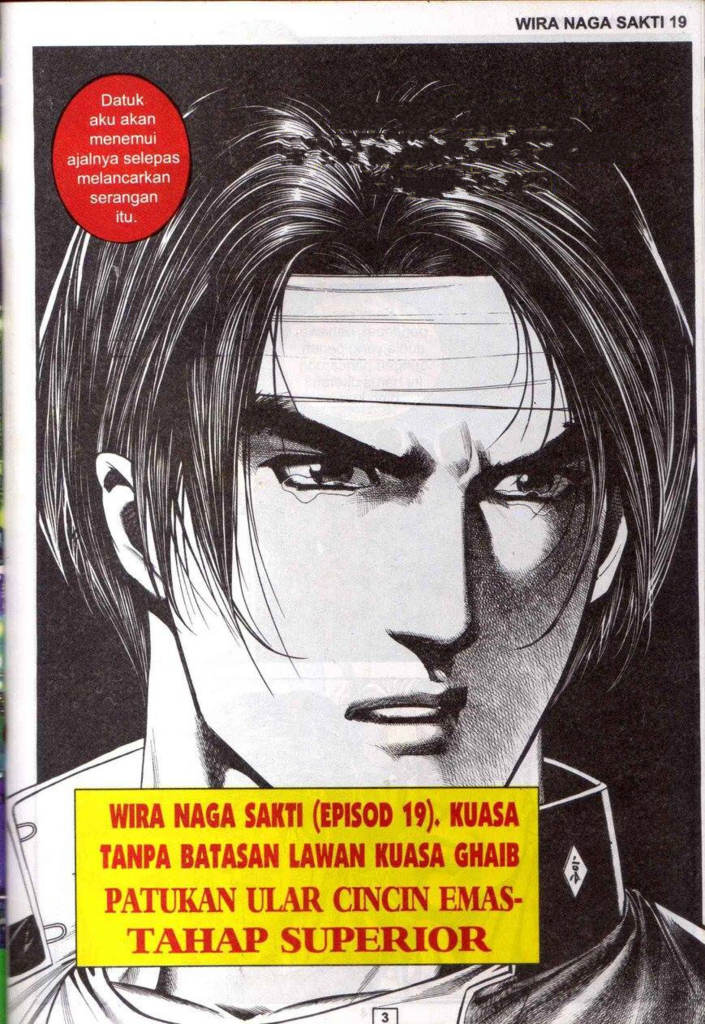 WIRA NAGA SAKTI 19
Datuk
aku akan
menemui
ajalnya selepas
melancarkan
serangan
itu.
WIRA NAGA SAKTI (EPISOD 19). KUASA
TANPA BATASAN LAWAN KUASA GHAIB
PATUKAN ULAR CINCIN EMAS-
TAHAP SUPERIOR
3